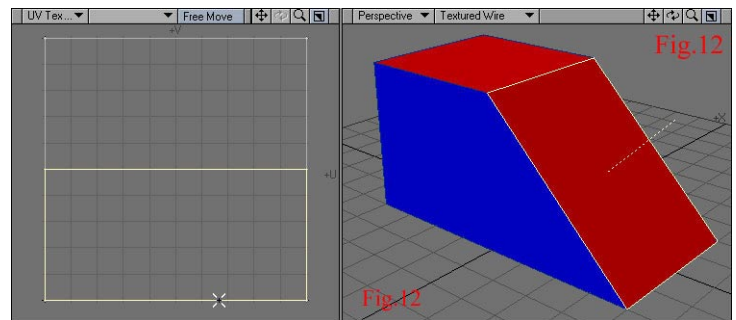 UV Tex... Free Move
+V
+U
Perspective Textured Wire
Fig.12
+X
Fig.12